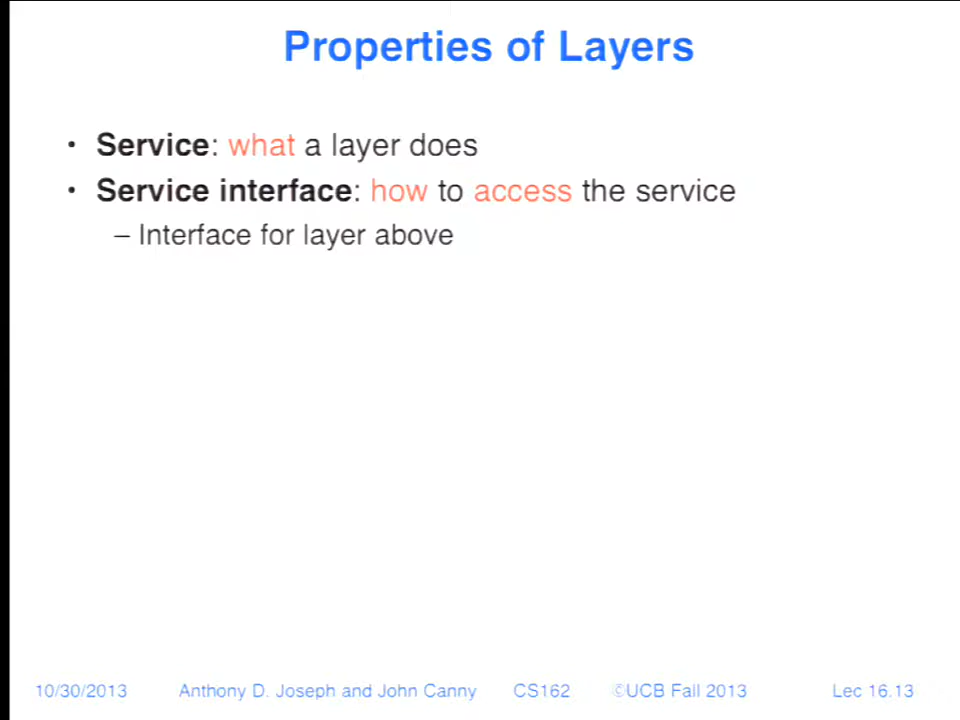 Properties of Layers
• Service: what a layer does
• Service interface: how to access the service
– Interface for layer above
10/30/2013 Anthony D. Joseph and John Canny CS162 ©UCB Fall 2013 Lec 16.13